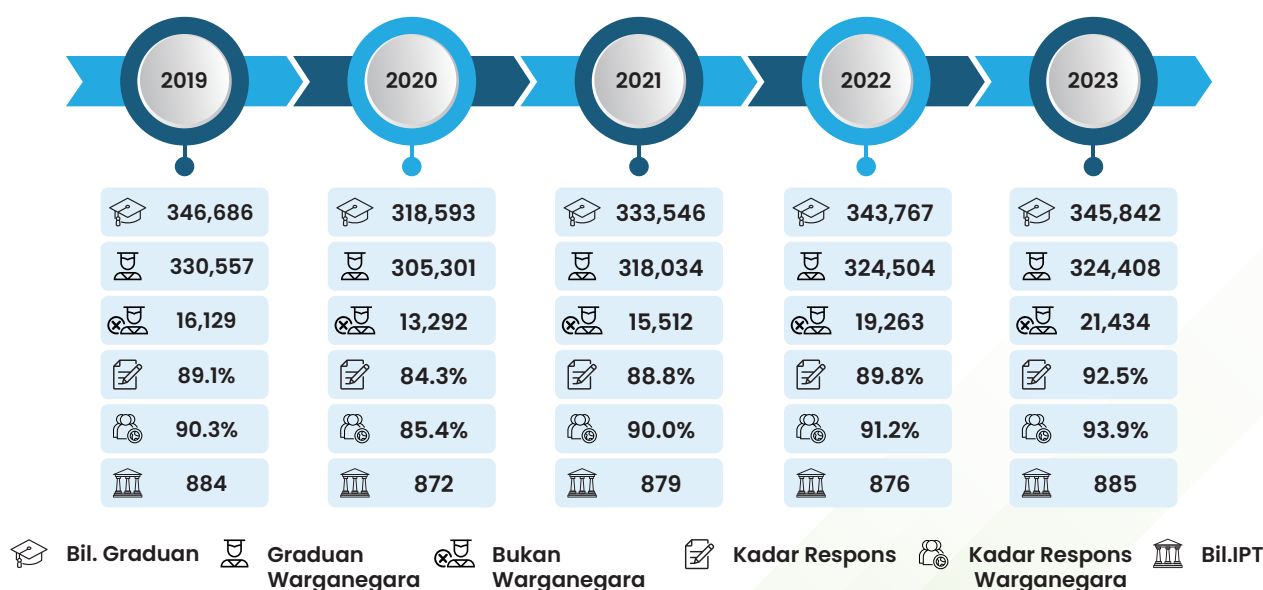 2019 2020 2021 2022 2023
346,686 318,593 333,546 343,767 345,842
330,557 305,301 318,034 324,504 324,408
16,129 13,292 15,512 19,263 21,434
89.1% 84.3% 88.8% 89.8% 92.5%
90.3% 85.4% 90.0% 91.2% 93.9%
884 872 879 876 885
Bil. Graduan
Graduan
Warganegara
Bukan
Warganegara
Kadar Respons
Kadar Respons
Warganegara
Bil.IPT